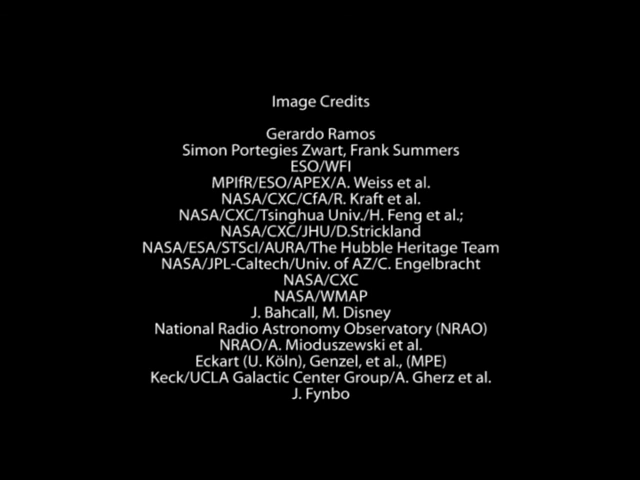 Image Credits
Gerardo Ramos
Simon Portegies Zwart, Frank Summers
ESO/WFI
MPIfR/ESO/APEX/A. Weiss et al.
NASA/CXC/CfA/R. Kraft et al.
NASA/CXC/Tsinghua Univ./H. Feng et al.;
NASA/CXC/JHU/D.Strickland
NASA/ESA/STScI/AURA/The Hubble Heritage Team
NASA/JPL-Caltech/Univ. of AZ/C. Engelbracht
NASA/CXC
NASA/WMAP
J. Bahcall, M. Disney
National Radio Astronomy Observatory (NRAO)
NRAO/A. Mioduszewski et al.
Eckart (U. Köln), Genzel, et al., (MPE)
Keck/UCLA Galactic Center Group/A. Gherz et al.
J. Fynbo